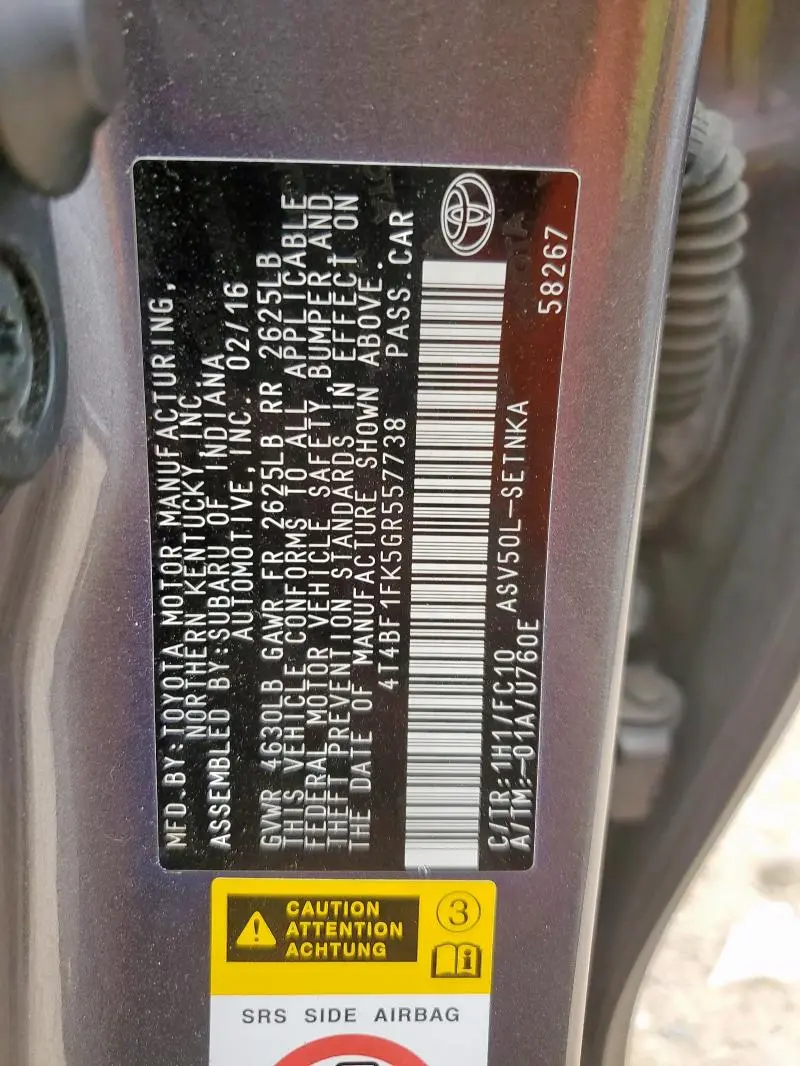 MFD.BY:TOYOTA MOTOR MANUFACTURING,
NORTHERN KENTUCKY INC
ASSEMBLED BY:SUBARU OF INDIANA
AUTOMOTIVE, INC. 02/16
GVWR 4630LB GAWR FR 2625LB RR 2625LB
THIS VEHICLE CONFORMS TO ALL APPLICABLE
FEDERAL MOTOR VEHICLE SAFETY, BUMPER, AND
THEFT PREVENTION STANDARDS IN EFFECT ON
THE DATE OF MANUFACTURE SHOWN ABOVE.
4T4BF1FK5GR557738 PASS.CAR
C/TR:1H1/FC10 ASV50L-SETNKA
A/TM:-01A/U760E
58267
CAUTION
ATTENTION
ACHTUNG
3
SRS SIDE AIRBAG